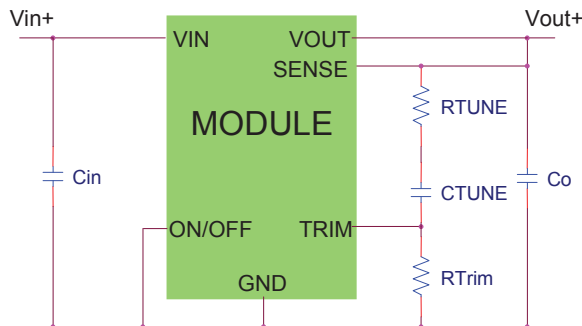 Vin+
Vout+
VIN
VOUT
SENSE
RTUNE
MODULE
Cin
CTUNE
Co
ON/OFF
TRIM
GND
RTrim